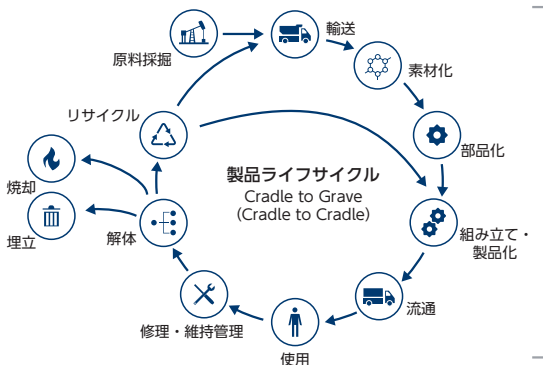 原料採掘
輸送
素材化
リサイクル
部品化
製品ライフサイクル
Cradle to Grave
(Cradle to Cradle)
焼却
埋立
解体
組み立て・
製品化
流通
修理・維持管理
使用